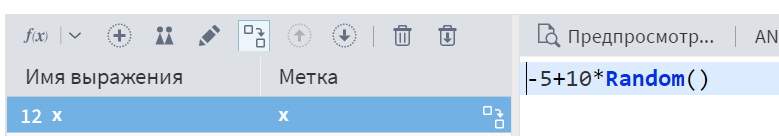 f(x)
Предпросмотр... AN
Имя выражения Метка
-5+10*Random()
12 x x